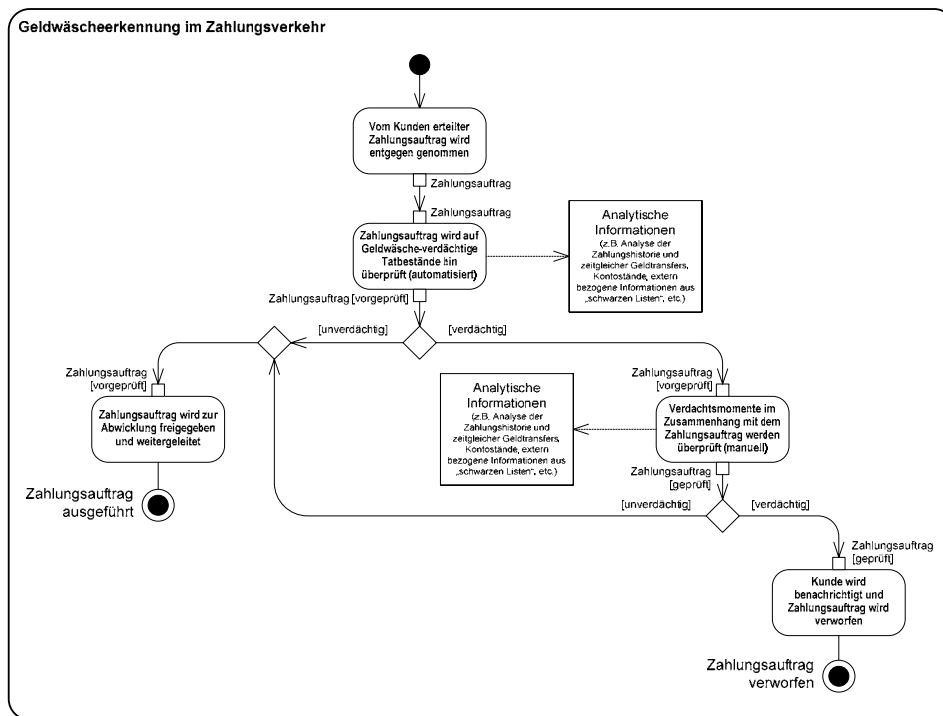 Geldwäscheerkennung im Zahlungsverkehr
Vom Kunden erteilter
Zahlungsauftrag wird
entgegen genommen
Zahlungsauftrag
Zahlungsauftrag
Zahlungsauftrag wird auf
Geldwäsche-verdächtige
Tatbestände hin
überprüft (automatisiert)
Analytische
Informationen
(z.B. Analyse der
Zahlungshistorie und
zeitgleicher Geldtransfers,
Kontostände, extern
bezogene Informationen aus
„schwarzen Listen“, etc.)
Zahlungsauftrag [vorgeprüft]
[unverdächtig]
[verdächtig]
Zahlungsauftrag
[vorgeprüft]
Zahlungsauftrag wird zur
Abwicklung freigegeben
und weitergeleitet
Zahlungsauftrag
ausgeführt
Analytische
Informationen
(z.B. Analyse der
Zahlungshistorie und
zeitgleicher Geldtransfers,
Kontostände, extern
bezogene Informationen aus
„schwarzen Listen“, etc.)
Zahlungsauftrag
[vorgeprüft]
Verdachtsmomente im
Zusammenhang mit dem
Zahlungsauftrag werden
überprüft (manuell)
Zahlungsauftrag
[geprüft]
[unverdächtig]
[verdächtig]
Zahlungsauftrag
[geprüft]
Kunde wird
benachrichtigt und
Zahlungsauftrag wird
verworfen
Zahlungsauftrag
verworfen